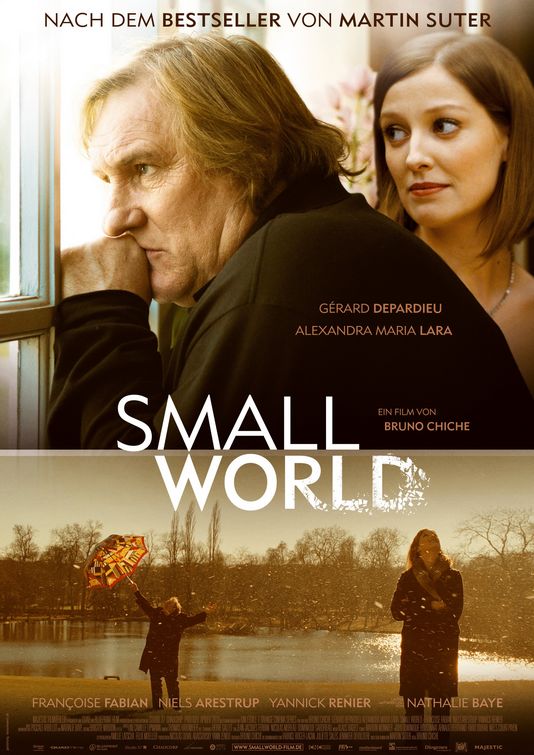 NACH DEM BESTSELLER VON MARTIN SUTER
GÉRARD DEPARDIEU
ALEXANDRA MARIA LARA
SMALL
WORLD
EIN FILM VON
BRUNO CHICHE
FRANÇOISE FABIAN NIELS ARESTRUP YANNICK RENIER NATHALIE BAYE
WWW.SMALLWORLD-FILM.DE
MAJESTIC